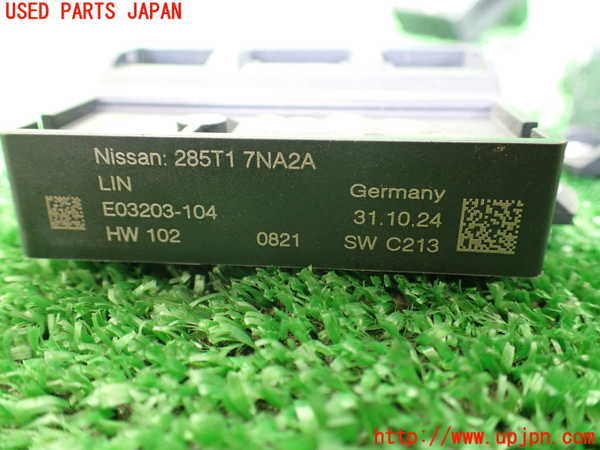 USED PARTS JAPAN
Nissan: 285T1 7NA2A
LIN
Germany
E03203-104
31.10.24
HW 102
0821
SW C213
http://www.upjpn.com/